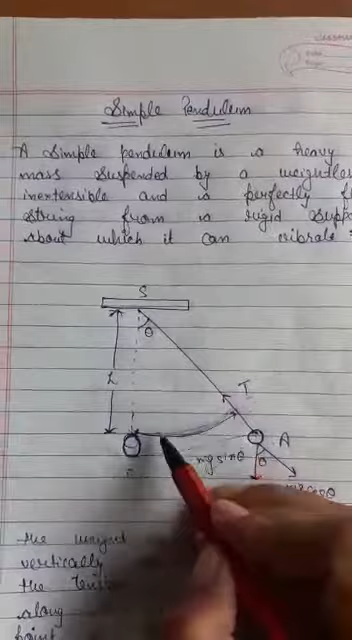 Simple Pendulum
A simple pendulum is a heavy
mass suspended by a weightless
inextensible and a perfectly
string from a rigid
about which it can vibrate
S
θ
L
T
A
mg sinθ
θ
mg cosθ
the weight
vertically
the
along
point